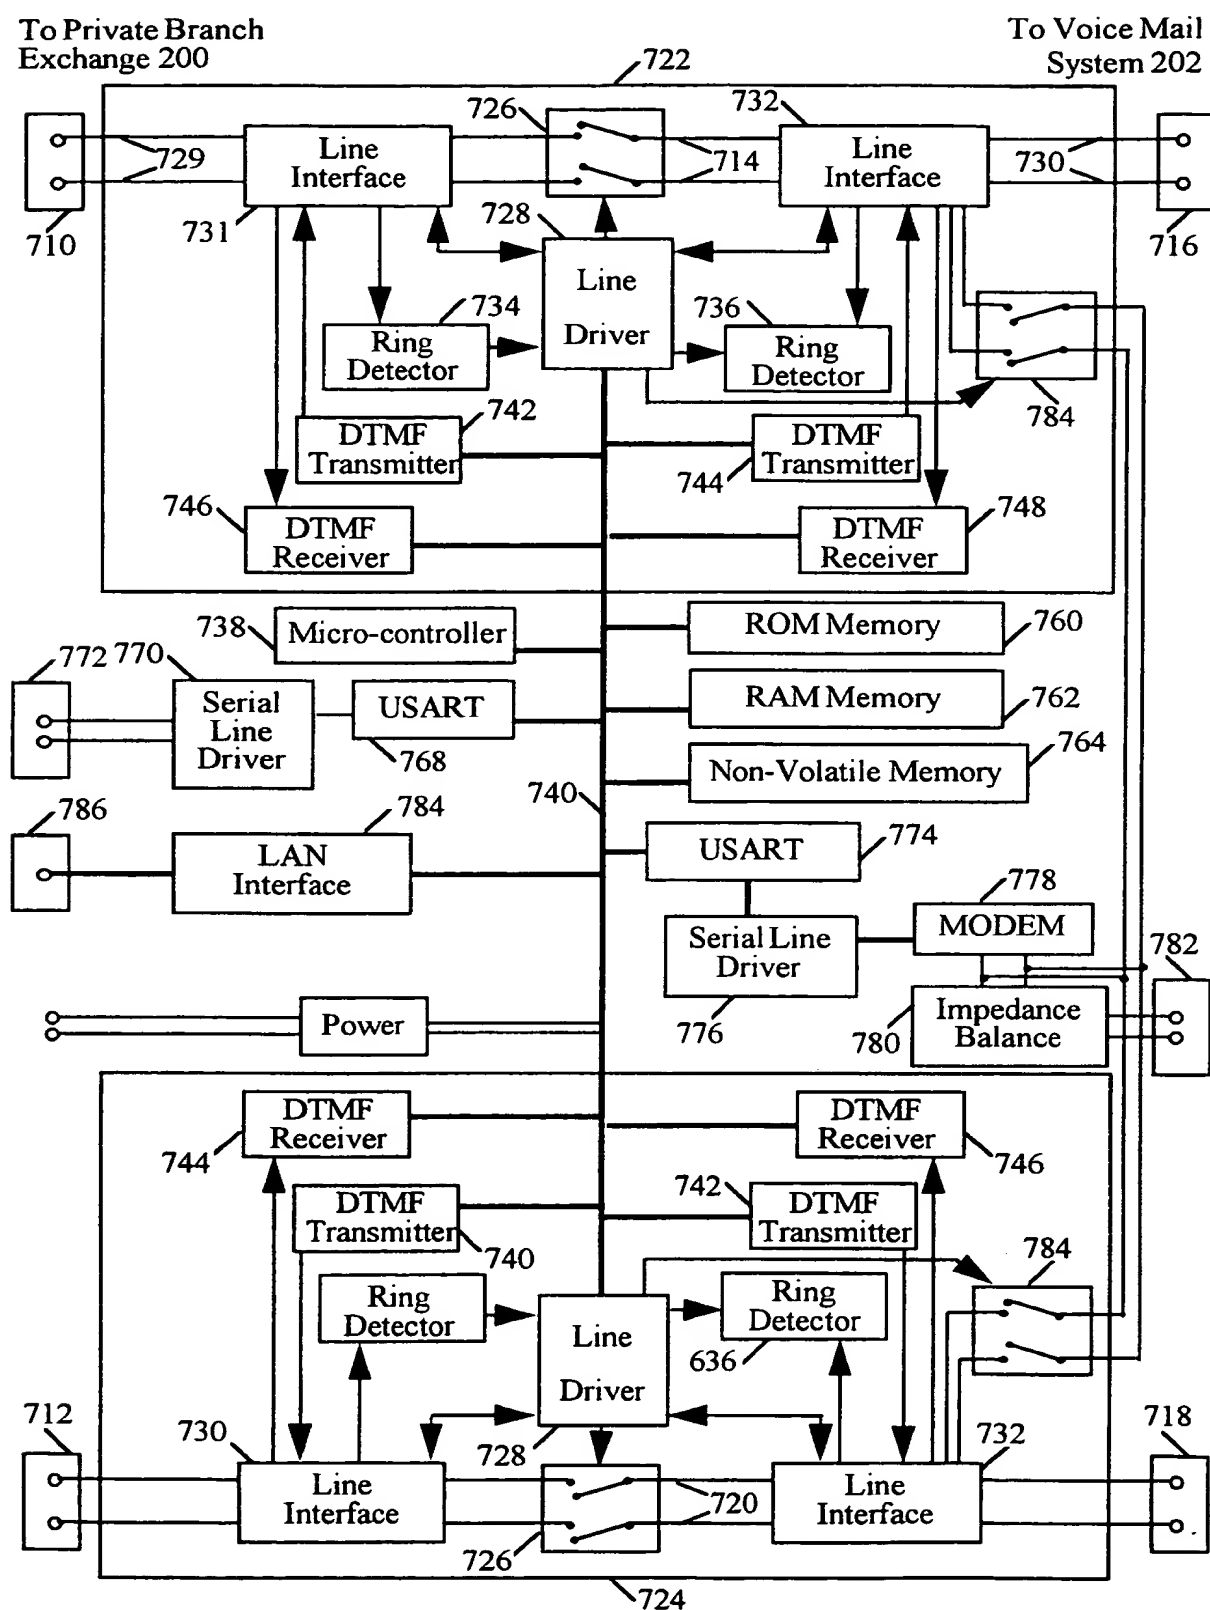 To Private Branch
Exchange 200
To Voice Mail
System 202
722
726
732
Line
Interface
Line
Interface
729
714
730
710
731
728
716
Line
Driver
734
736
Ring
Detector
Ring
Detector
784
742
DTMF
Transmitter
DTMF
Transmitter
744
746
748
DTMF
Receiver
DTMF
Receiver
738
Micro-controller
ROM Memory
760
772
770
Serial
Line
Driver
USART
768
RAM Memory
762
764
Non-Volatile Memory
740
786
784
LAN
Interface
USART
774
778
MODEM
Serial Line
Driver
776
782
Power
780
Impedance
Balance
DTMF
Receiver
DTMF
Receiver
744
746
742
DTMF
Transmitter
DTMF
Transmitter
740
784
Ring
Detector
Line
Driver
Ring
Detector
636
712
730
728
732
718
Line
Interface
Line
Interface
720
726
724